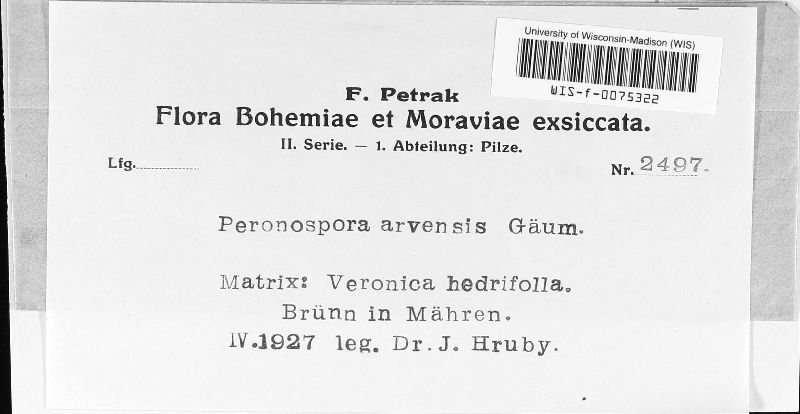 University of Wisconsin-Madison (WIS)
WIS-f-0075322
F. Petrak
Flora Bohemiae et Moraviae exsiccata.
II. Serie. — 1. Abteilung: Pilze.
Lfg.
Nr. 2497.
Peronospora arvensis Gäum.
Matrix: Veronica hedrifolla.
Brünn in Mähren.
IV.1927 leg. Dr. J. Hruby.